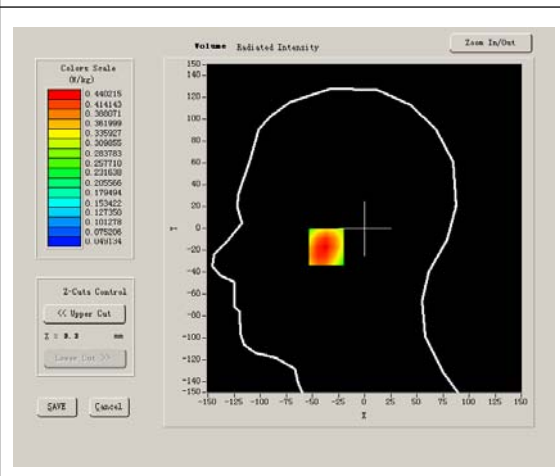 Volume Radiated Intensity
Zoom In/Out
Colors Scale
(W/kg)
0.440215
0.414143
0.388071
0.361999
0.335927
0.309855
0.283783
0.257710
0.231638
0.205566
0.179494
0.153422
0.127350
0.101278
0.075206
0.049134
Z-Cuts Control
<< Upper Cut
mm
Lower Cut >>
SAVE
Cancel
150
140
120
100
80
60
40
20
0
-20
-40
-60
-80
-100
-120
-140
-150
Y
-150 -125 -100 -75 -50 -25 0 25 50 75 100 125 150
X